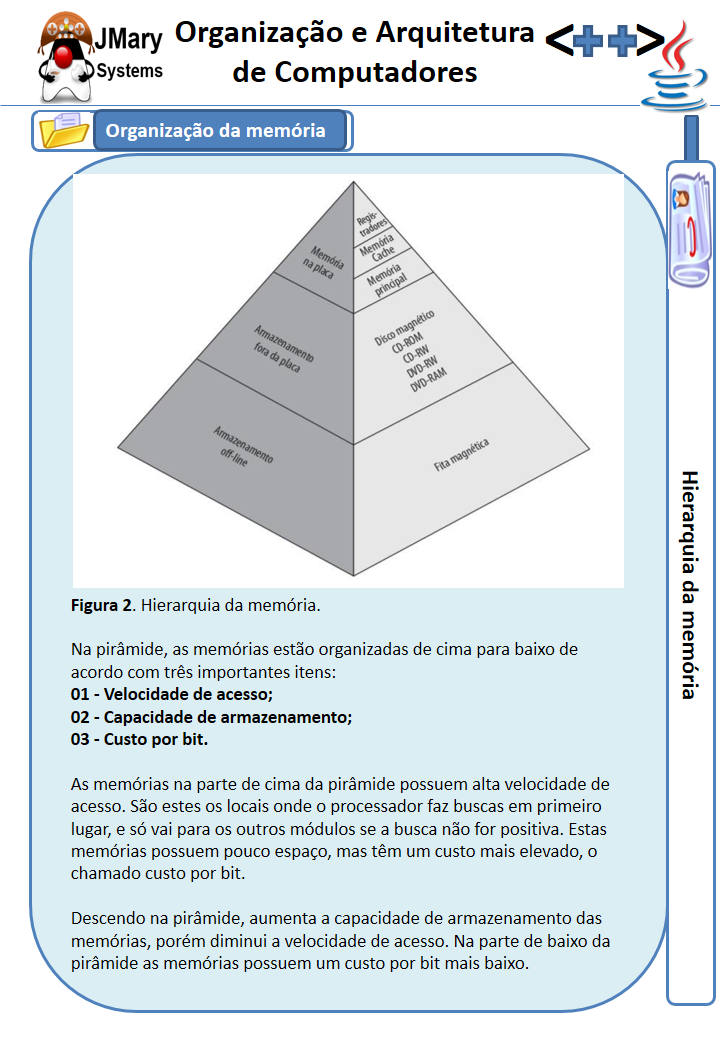 JMary
Systems
Organização e Arquitetura
de Computadores
<++>
Organização da memória
Hierarquia da memória
Memória
na placa
Regis-
tradores
Memória
Cache
Memória
principal
Armazenamento
fora da placa
Disco magnético
CD-ROM
CD-RW
DVD-RW
DVD-RAM
Armazenamento
off-line
Fita magnética
Figura 2. Hierarquia da memória.
Na pirâmide, as memórias estão organizadas de cima para baixo de
acordo com três importantes itens:
01 - Velocidade de acesso;
02 - Capacidade de armazenamento;
03 - Custo por bit.
As memórias na parte de cima da pirâmide possuem alta velocidade de
acesso. São estes os locais onde o processador faz buscas em primeiro
lugar, e só vai para os outros módulos se a busca não for positiva. Estas
memórias possuem pouco espaço, mas têm um custo mais elevado, o
chamado custo por bit.
Descendo na pirâmide, aumenta a capacidade de armazenamento das
memórias, porém diminui a velocidade de acesso. Na parte de baixo da
pirâmide as memórias possuem um custo por bit mais baixo.